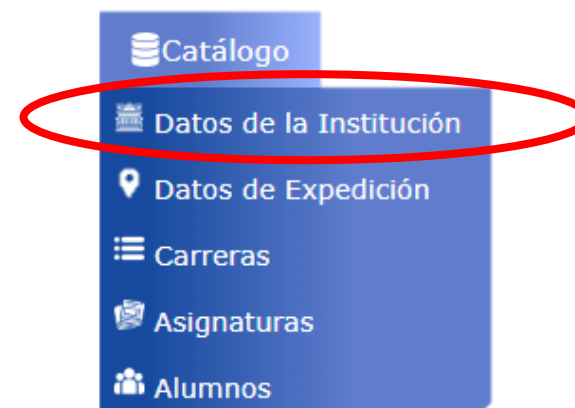 Catálogo
Datos de la Institución
Datos de Expedición
Carreras
Asignaturas
Alumnos